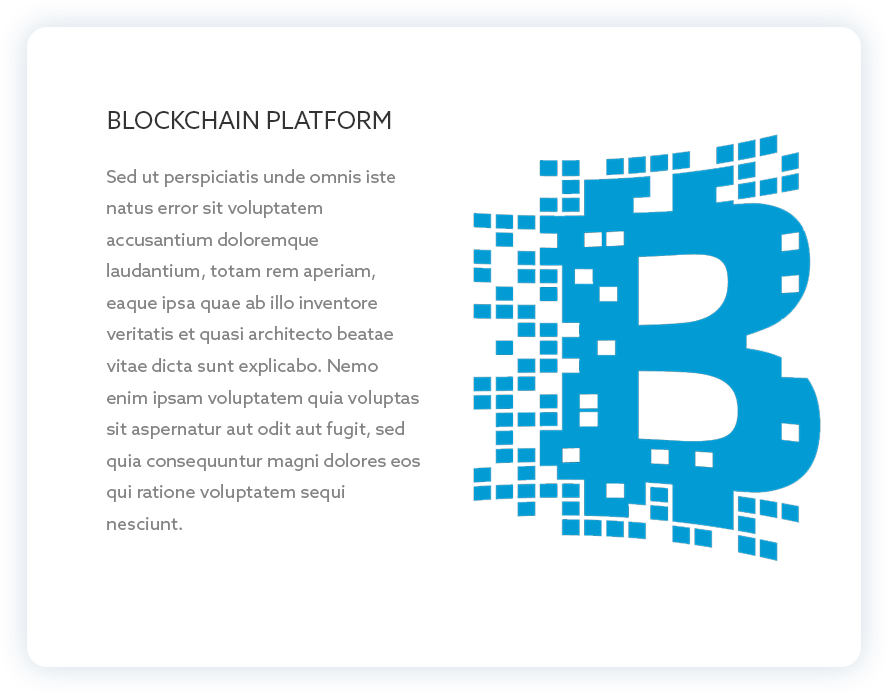 BLOCKCHAIN PLATFORM
Sed ut perspiciatis unde omnis iste
natus error sit voluptatem
accusantium doloremque
laudantium, totam rem aperiam,
eaque ipsa quae ab illo inventore
veritatis et quasi architecto beatae
vitae dicta sunt explicabo. Nemo
enim ipsam voluptatem quia voluptas
sit aspernatur aut odit aut fugit, sed
quia consequuntur magni dolores eos
qui ratione voluptatem sequi
nesciunt.